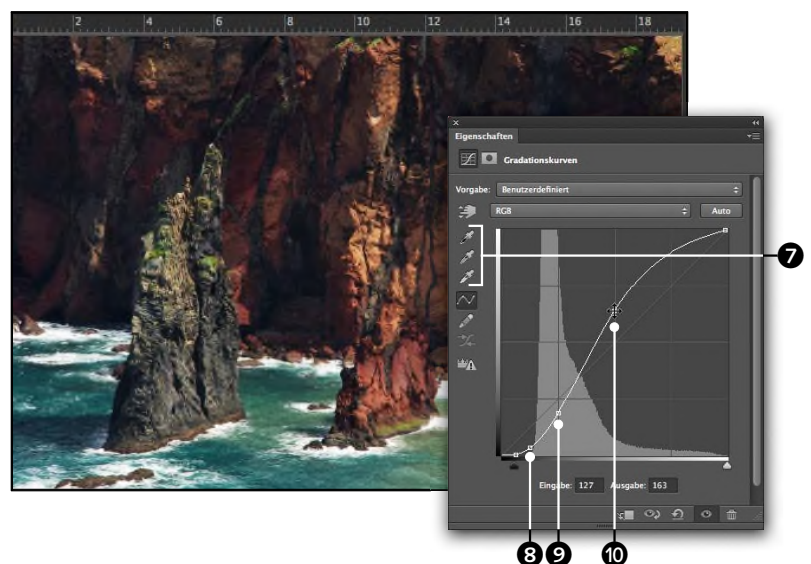 2 4 6 8 10 12 14 16 18
Eigenschaften
Gradationskurven
Vorgabe: Benutzerdefiniert
RGB Auto
7
Eingabe: 127 Ausgabe: 163
8 9 10